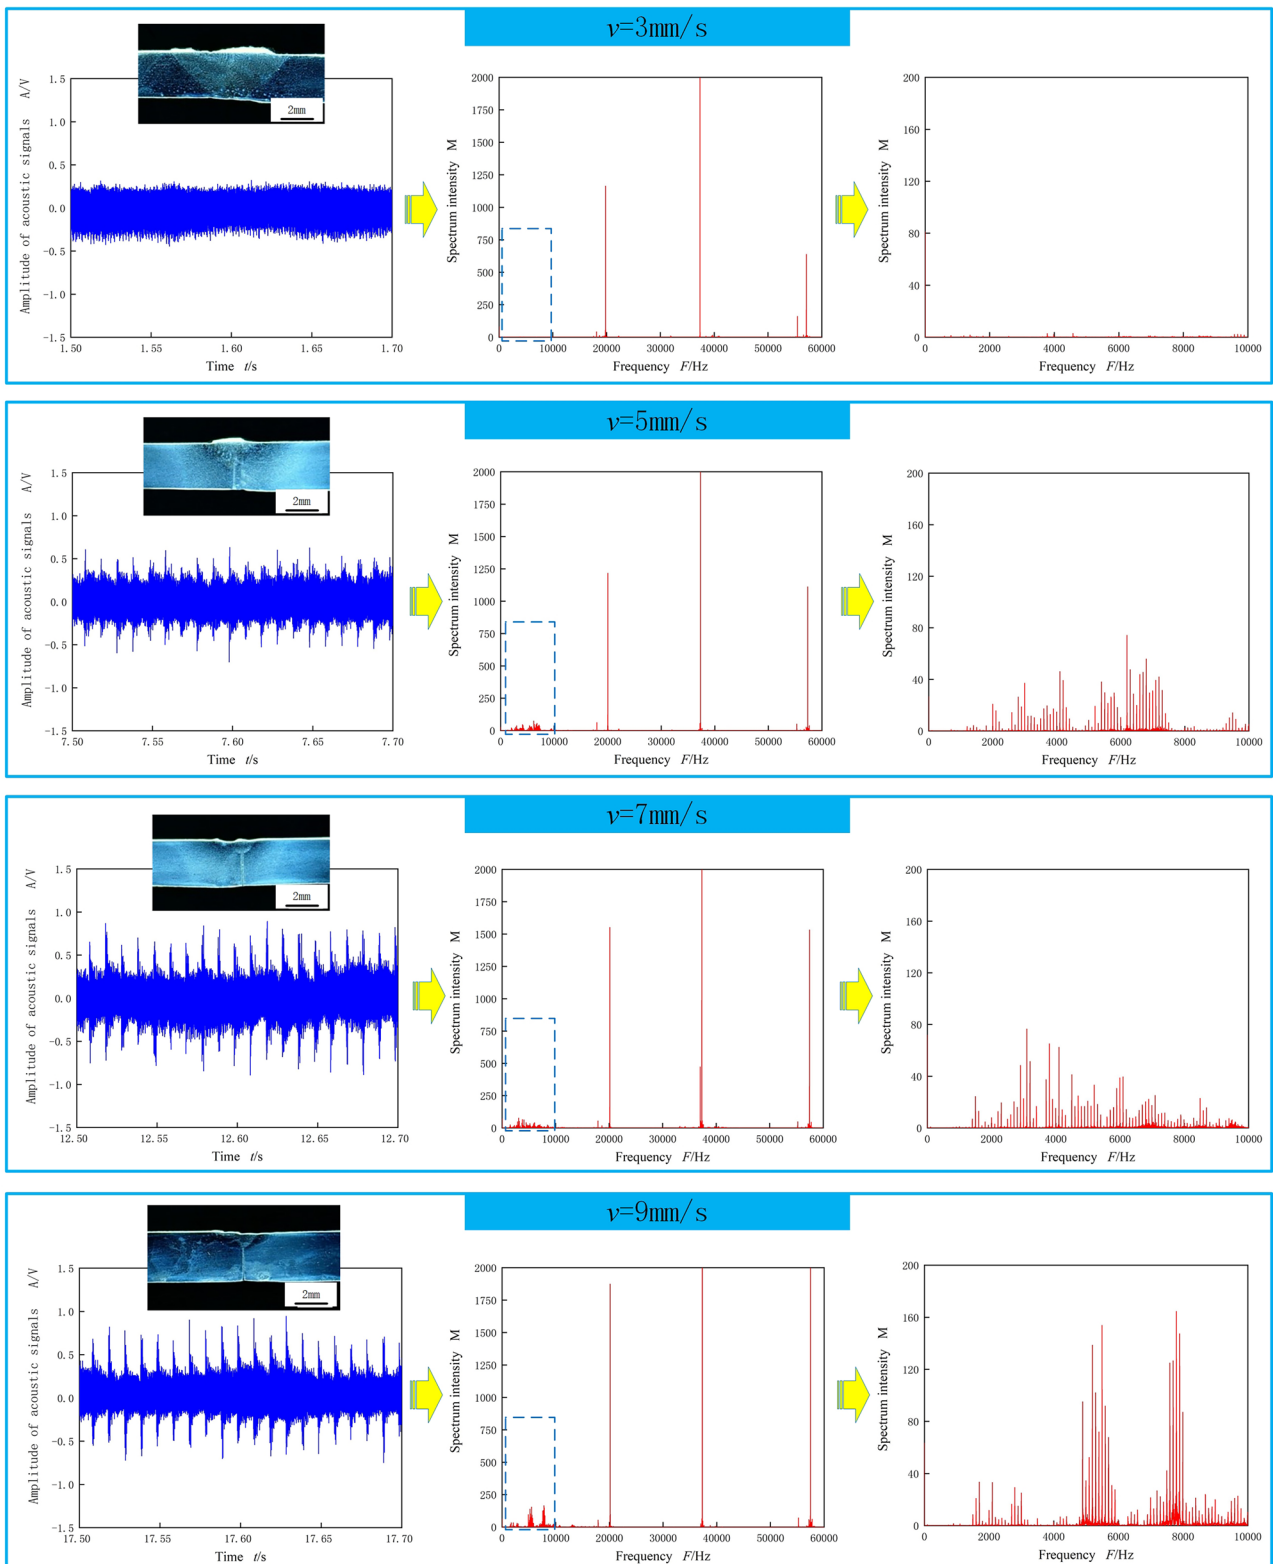 v=3mm/s
2mm
Amplitude of acoustic signals A/V
1.5
1.0
0.5
0.0
-0.5
-1.0
-1.5
1.50 1.55 1.60 1.65 1.70
Time t/s
Spectrum intensity M
2000
1750
1500
1250
1000
750
500
250
0
0 10000 20000 30000 40000 50000 60000
Frequency F/Hz
Spectrum intensity M
200
160
120
80
40
0
0 2000 4000 6000 8000 10000
Frequency F/Hz
v=5mm/s
2mm
Amplitude of acoustic signals A/V
1.5
1.0
0.5
0.0
-0.5
-1.0
-1.5
7.50 7.55 7.60 7.65 7.70
Time t/s
Spectrum intensity M
2000
1750
1500
1250
1000
750
500
250
0
0 10000 20000 30000 40000 50000 60000
Frequency F/Hz
Spectrum intensity M
200
160
120
80
40
0
0 2000 4000 6000 8000 10000
Frequency F/Hz
v=7mm/s
2mm
Amplitude of acoustic signals A/V
1.5
1.0
0.5
0.0
-0.5
-1.0
-1.5
12.50 12.55 12.60 12.65 12.70
Time t/s
Spectrum intensity M
2000
1750
1500
1250
1000
750
500
250
0
0 10000 20000 30000 40000 50000 60000
Frequency F/Hz
Spectrum intensity M
200
160
120
80
40
0
0 2000 4000 6000 8000 10000
Frequency F/Hz
v=9mm/s
2mm
Amplitude of acoustic signals A/V
1.5
1.0
0.5
0.0
-0.5
-1.0
-1.5
17.50 17.55 17.60 17.65 17.70
Time t/s
Spectrum intensity M
2000
1750
1500
1250
1000
750
500
250
0
0 10000 20000 30000 40000 50000 60000
Frequency F/Hz
Spectrum intensity M
200
160
120
80
40
0
0 2000 4000 6000 8000 10000
Frequency F/Hz